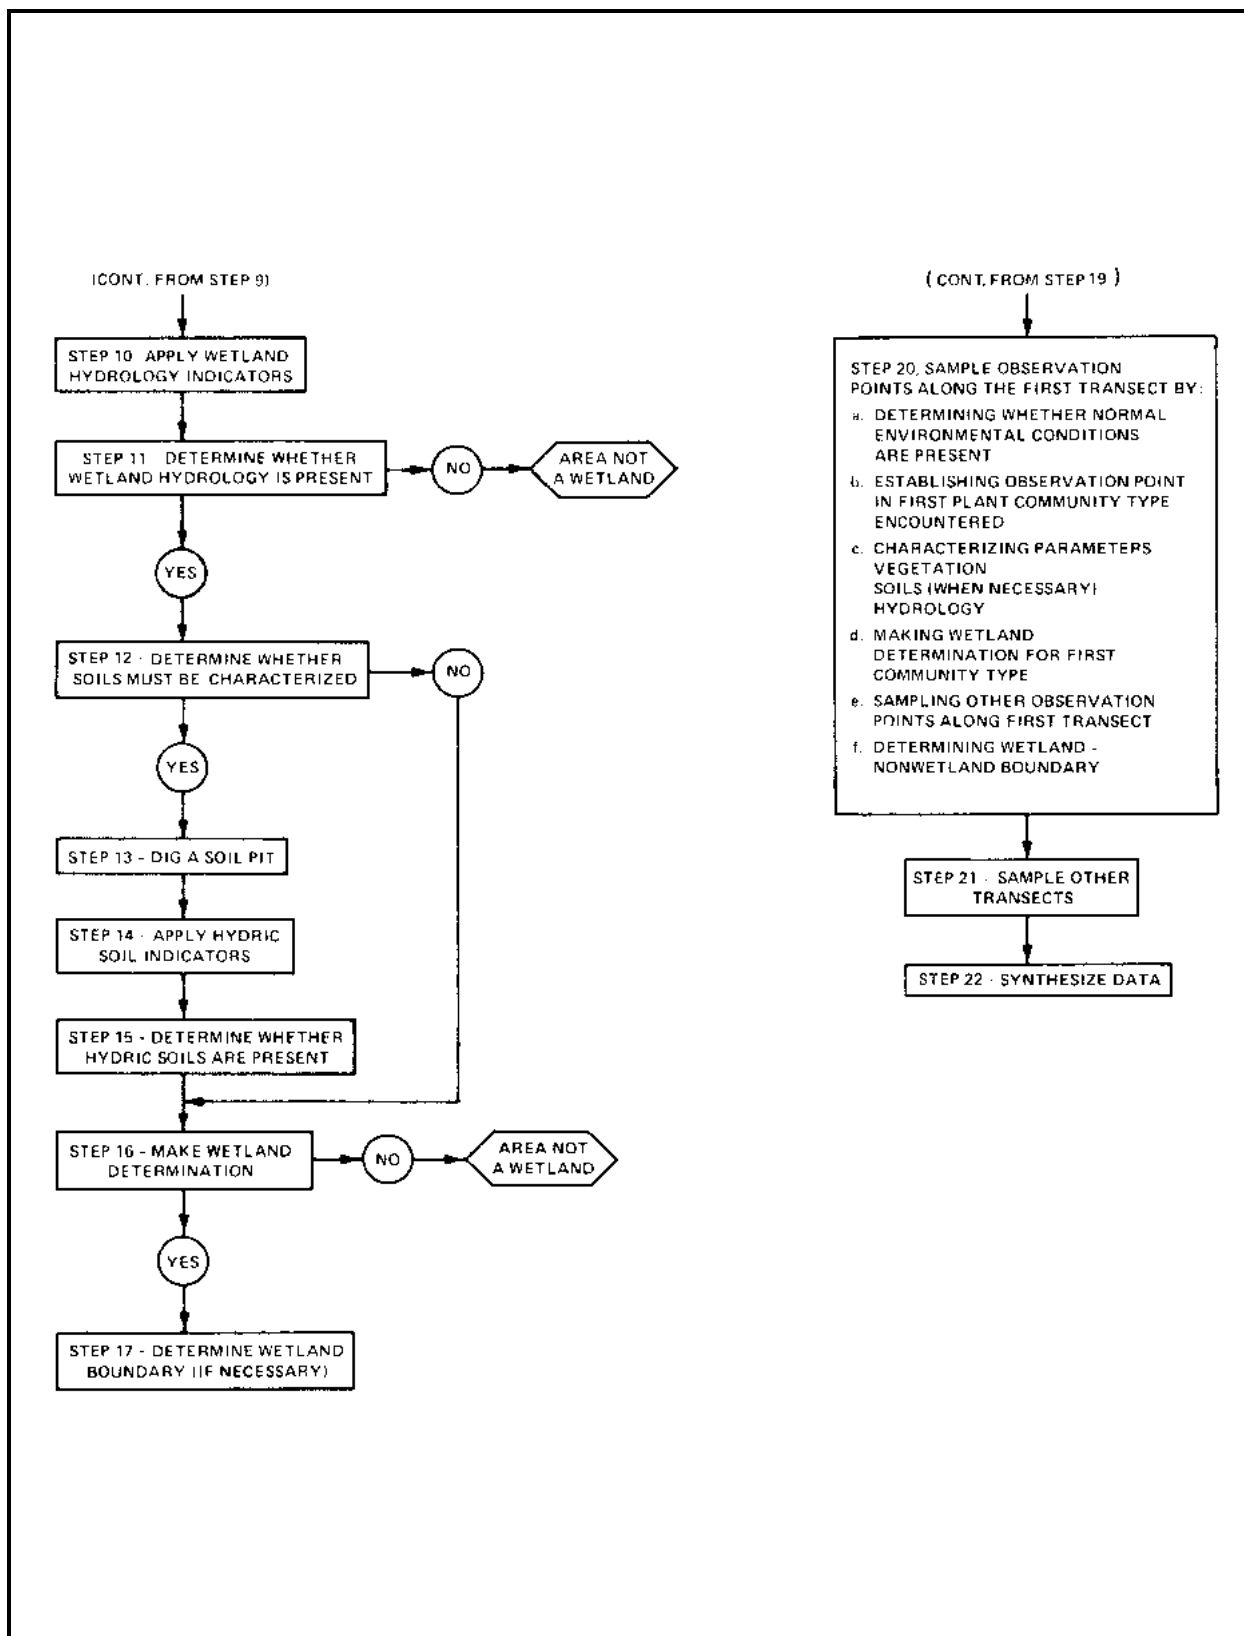 (CONT. FROM STEP 9)
STEP 10 - APPLY WETLAND
HYDROLOGY INDICATORS
STEP 11 - DETERMINE WHETHER
WETLAND HYDROLOGY IS PRESENT
NO
AREA NOT
A WETLAND
YES
STEP 12 - DETERMINE WHETHER
SOILS MUST BE CHARACTERIZED
NO
YES
STEP 13 - DIG A SOIL PIT
STEP 14 - APPLY HYDRIC
SOIL INDICATORS
STEP 15 - DETERMINE WHETHER
HYDRIC SOILS ARE PRESENT
STEP 16 - MAKE WETLAND
DETERMINATION
NO
AREA NOT
A WETLAND
YES
STEP 17 - DETERMINE WETLAND
BOUNDARY (IF NECESSARY)
(CONT. FROM STEP 19)
STEP 20. SAMPLE OBSERVATION
POINTS ALONG THE FIRST TRANSECT BY:
a. DETERMINING WHETHER NORMAL
ENVIRONMENTAL CONDITIONS
ARE PRESENT
b. ESTABLISHING OBSERVATION POINT
IN FIRST PLANT COMMUNITY TYPE
ENCOUNTERED
c. CHARACTERIZING PARAMETERS
VEGETATION
SOILS (WHEN NECESSARY)
HYDROLOGY
d. MAKING WETLAND
DETERMINATION FOR FIRST
COMMUNITY TYPE
e. SAMPLING OTHER OBSERVATION
POINTS ALONG FIRST TRANSECT
f. DETERMINING WETLAND -
NONWETLAND BOUNDARY
STEP 21 - SAMPLE OTHER
TRANSECTS
STEP 22 - SYNTHESIZE DATA